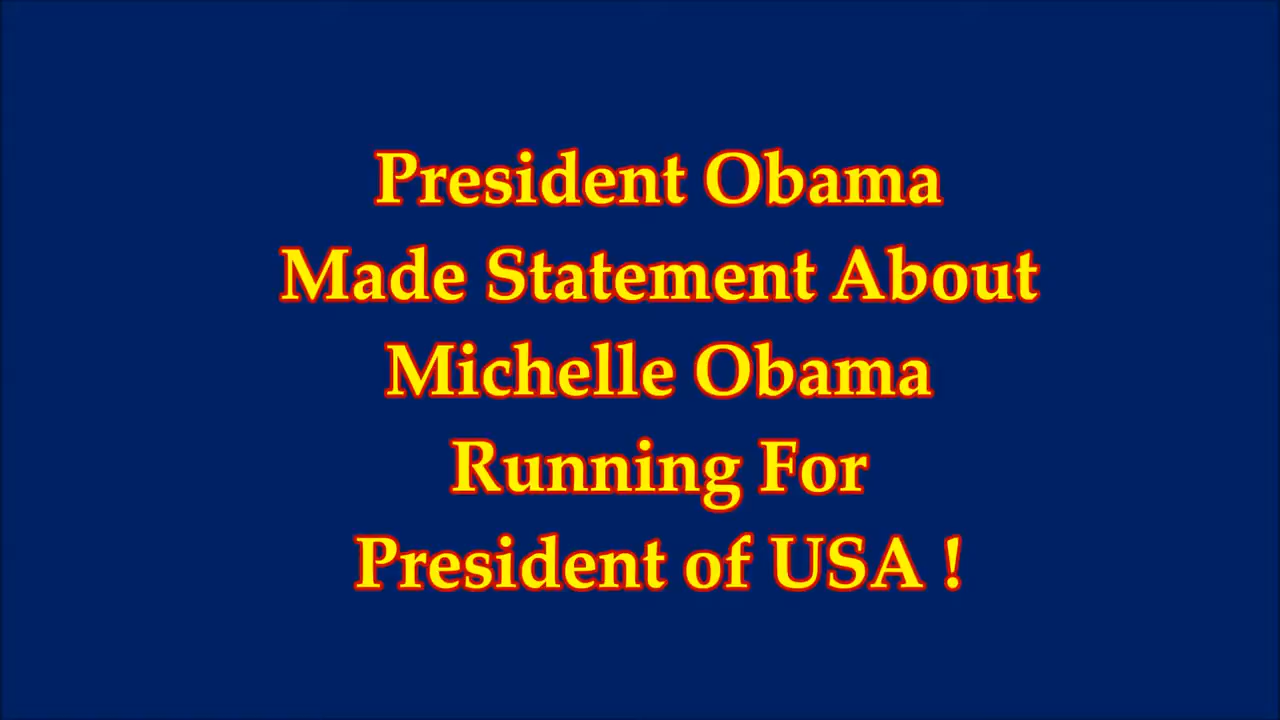 President Obama
Made Statement About
Michelle Obama
Running For
President of USA !